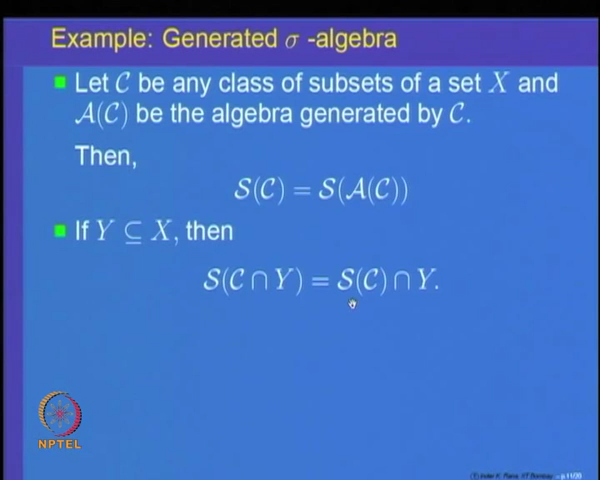 Example: Generated σ -algebra
Let 𝒞 be any class of subsets of a set X and
𝒜(𝒞) be the algebra generated by 𝒞.
Then,
𝒮(𝒞) = 𝒮(𝒜(𝒞))
If Y ⊆ X, then
𝒮(𝒞 ∩ Y) = 𝒮(𝒞) ∩ Y.
NPTEL